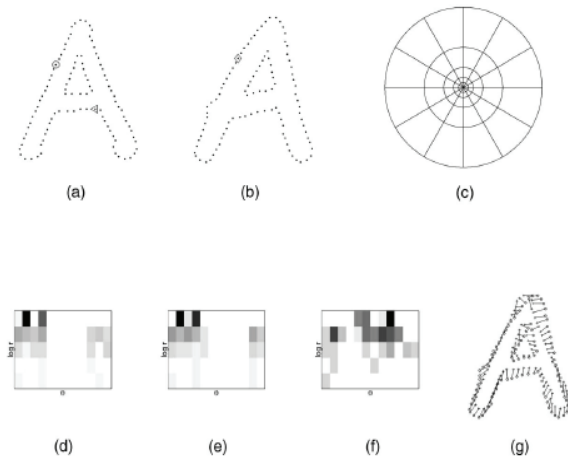 (a) (b) (c)
log r log r log r
Θ Θ Θ
(d) (e) (f) (g)